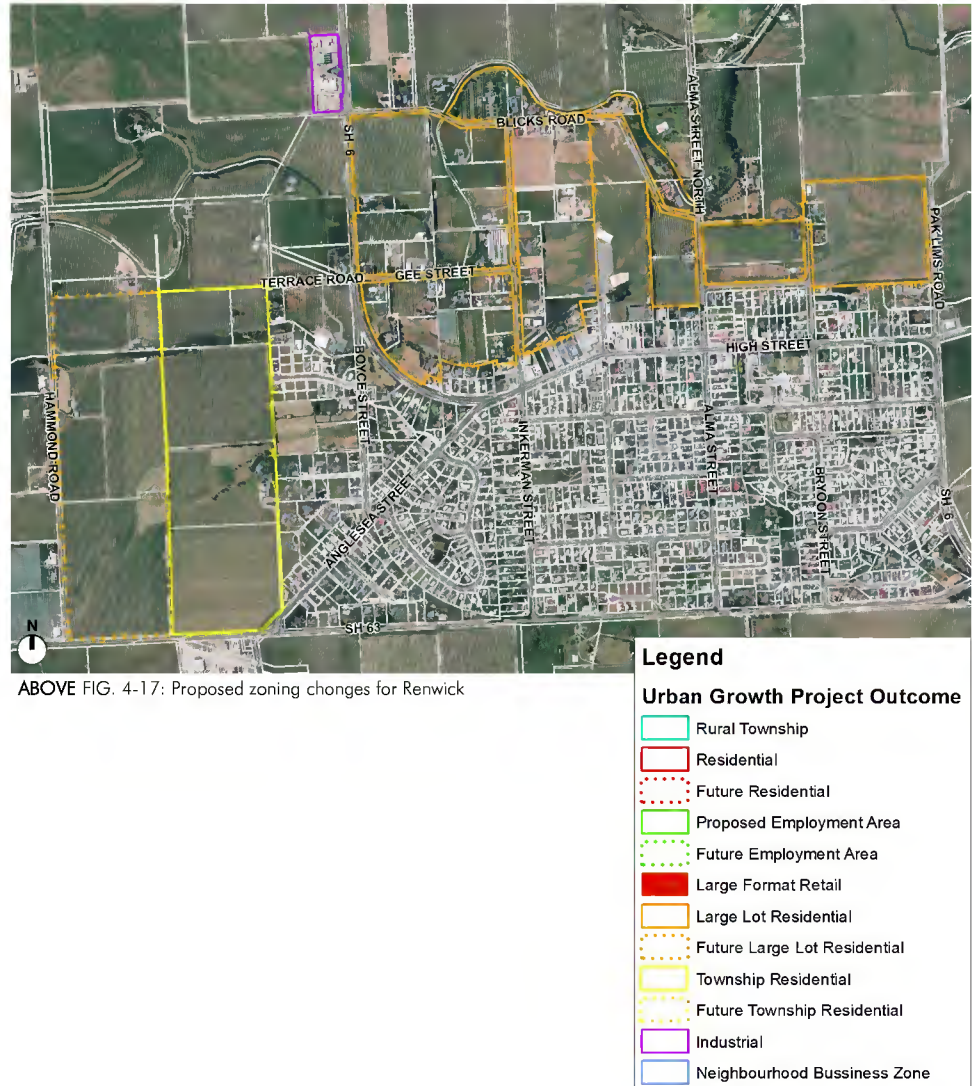 BLICKS ROAD
ALMA STREET NORTH
SH 6
PAK LIMS ROAD
TERRACE ROAD
GEE STREET
HIGH STREET
BOYCE STREET
HAMMOND ROAD
INKERMAN STREET
ALMA STREET
ANGLESEA STREET
BRYDON STREET
SH 6
N
SH 63
ABOVE FIG. 4-17: Proposed zoning changes for Renwick
Legend
Urban Growth Project Outcome
Rural Township
Residential
Future Residential
Proposed Employment Area
Future Employment Area
Large Format Retail
Large Lot Residential
Future Large Lot Residential
Township Residential
Future Township Residential
Industrial
Neighbourhood Bussiness Zone